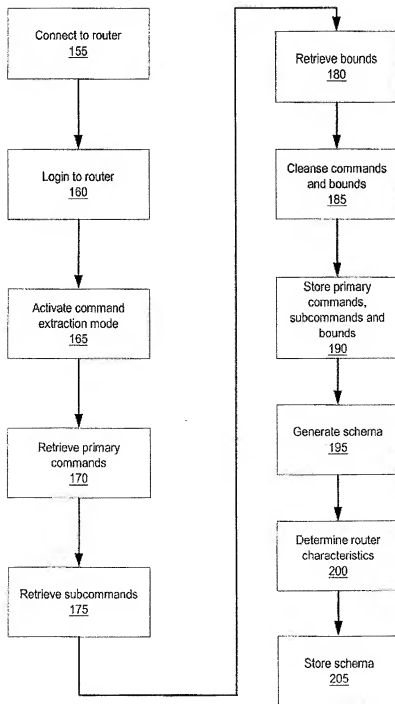 Connect to router
155
Login to router
160
Activate command
extraction mode
165
Retrieve primary
commands
170
Retrieve subcommands
175
Retrieve bounds
180
Cleanse commands
and bounds
185
Store primary
commands,
subcommands and
bounds
190
Generate schema
195
Determine router
characteristics
200
Store schema
205